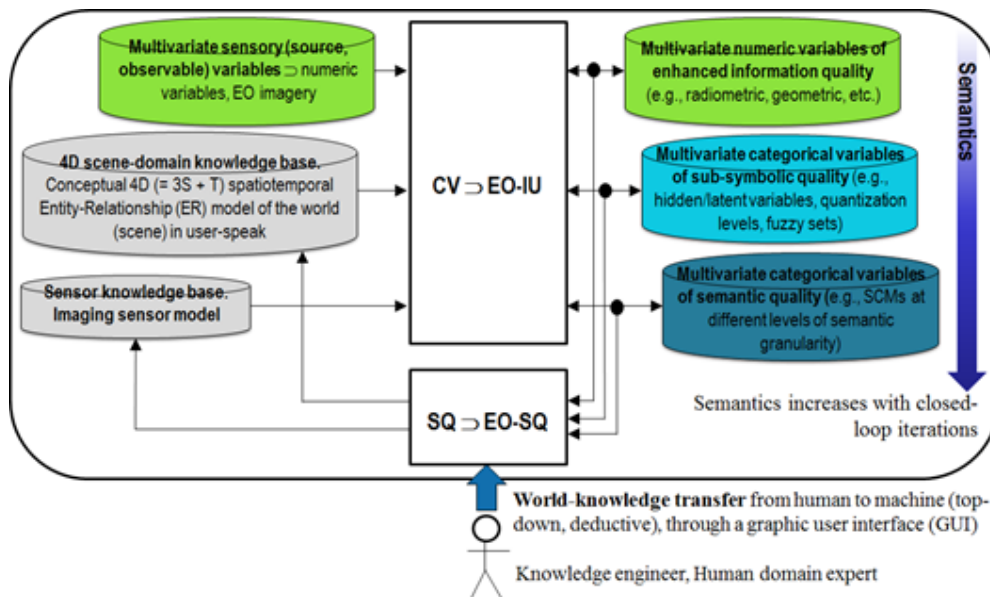 Multivariate sensory (source,
observable) variables ⊃ numeric
variables, EO imagery
4D scene-domain knowledge base.
Conceptual 4D (= 3S + T) spatiotemporal
Entity-Relationship (ER) model of the world
(scene) in user-speak
Sensor knowledge base.
Imaging sensor model
CV ⊃ EO-IU
SQ ⊃ EO-SQ
Multivariate numeric variables of
enhanced information quality
(e.g., radiometric, geometric, etc.)
Multivariate categorical variables
of sub-symbolic quality (e.g.,
hidden/latent variables,
quantization levels, fuzzy sets)
Multivariate categorical variables
of semantic quality (e.g., SCMs at
different levels of semantic
granularity)
Semantics
Semantics increases with closed-
loop iterations
World-knowledge transfer from human to machine (top-
down, deductive), through a graphic user interface (GUI)
Knowledge engineer, Human domain expert